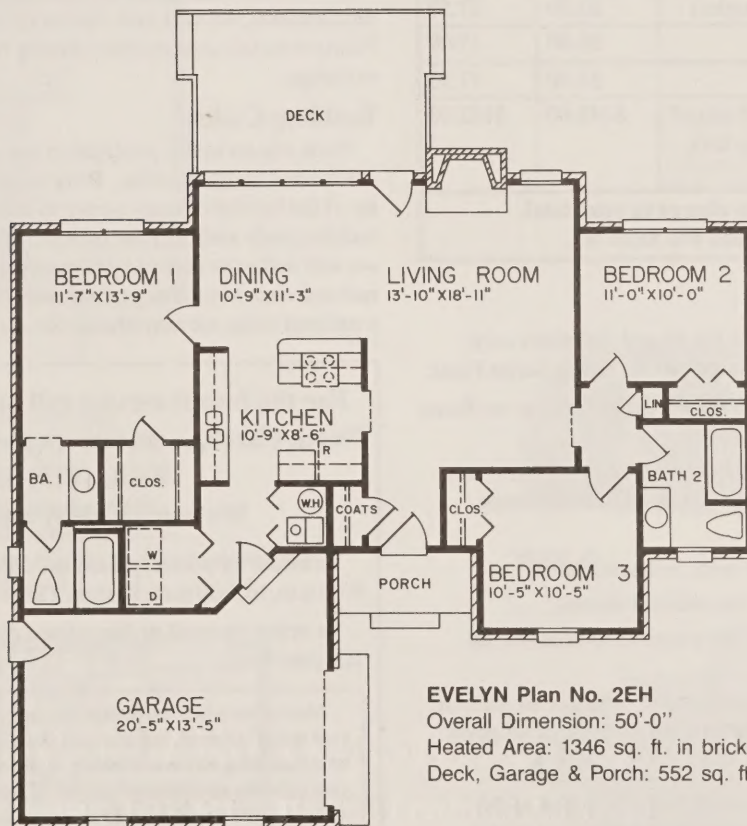 DECK
BEDROOM 1
11'-7"X13'-9"
DINING
10'-9"X11'-3"
LIVING ROOM
13'-10"X18'-11"
BEDROOM 2
11'-0"X10'-0"
KITCHEN
10'-9"X8'-6"
R
LIN
CLOS.
BA. 1
CLOS.
W.H
COATS
CLOS.
BATH 2
W
D
PORCH
BEDROOM 3
10'-5"X10'-5"
GARAGE
20'-5"X13'-5"
EVELYN Plan No. 2EH
Overall Dimension: 50'-0''
Heated Area: 1346 sq. ft. in brick
Deck, Garage & Porch: 552 sq. ft